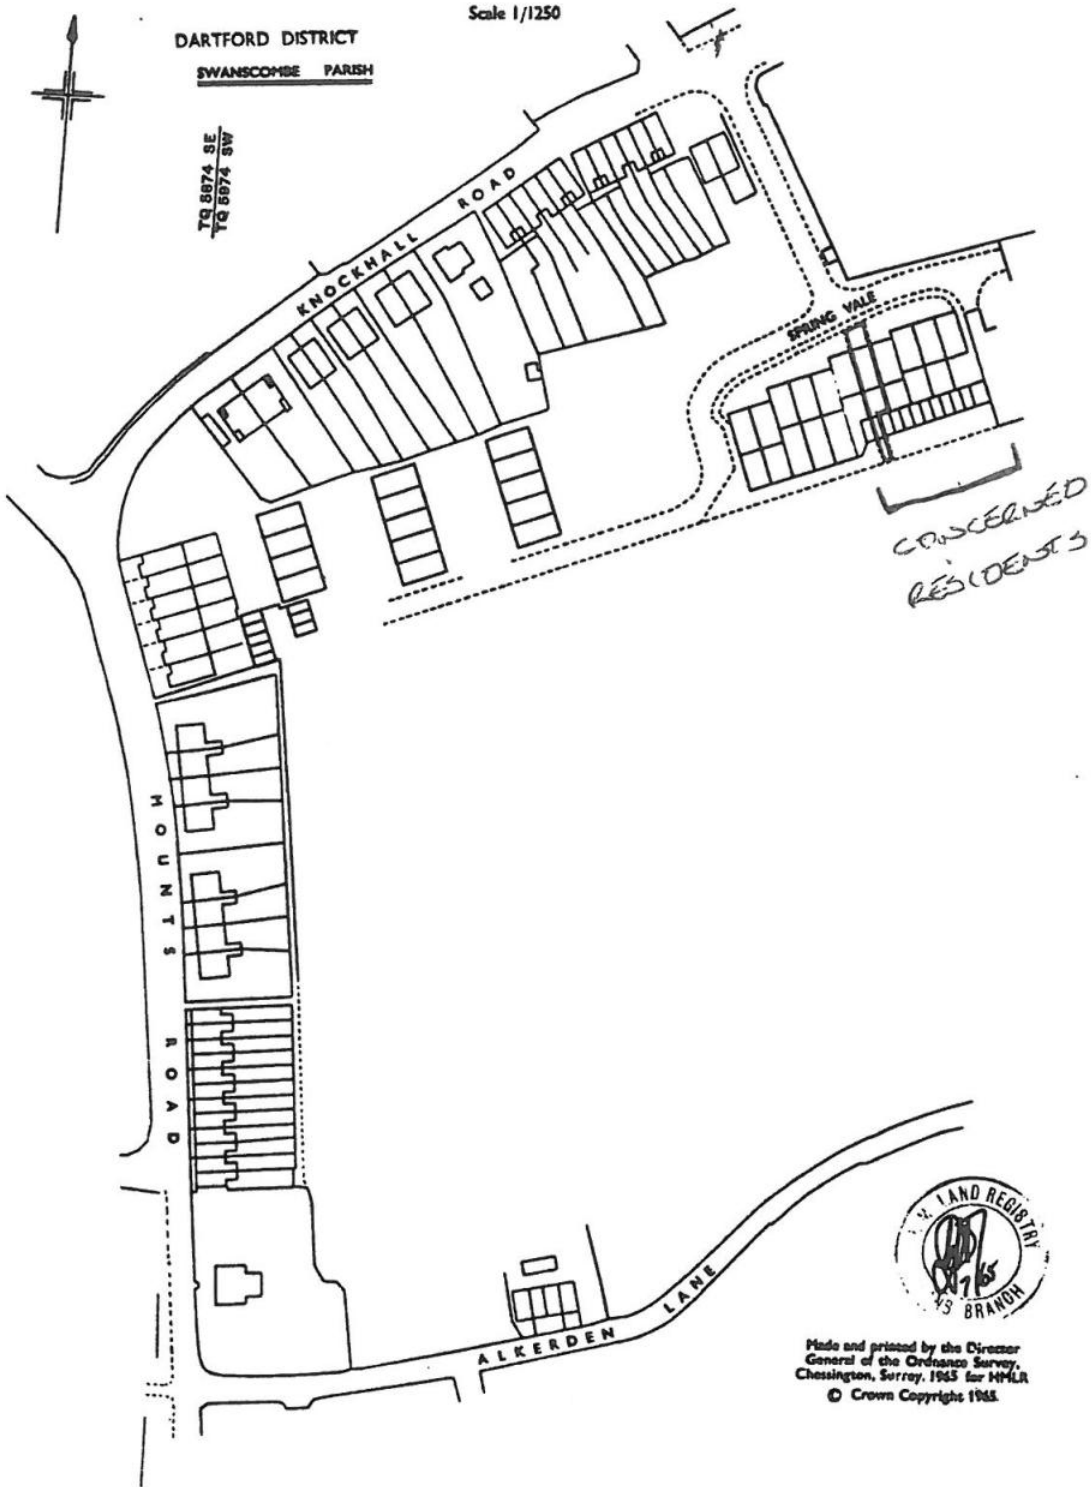 Scale 1/1250
DARTFORD DISTRICT
SWANSCOMBE PARISH
TQ 5874 SE
TQ 5974 SW
KNOCKHALL ROAD
SPRING VALE
CONCERNED
RESIDENTS
MOUNTS ROAD
ALKERDEN LANE
LAND REGISTRY
BRANCH
Made and printed by the Director
General of the Ordnance Survey,
Chessington, Surrey. 1965 for HMLR
© Crown Copyright 1965.